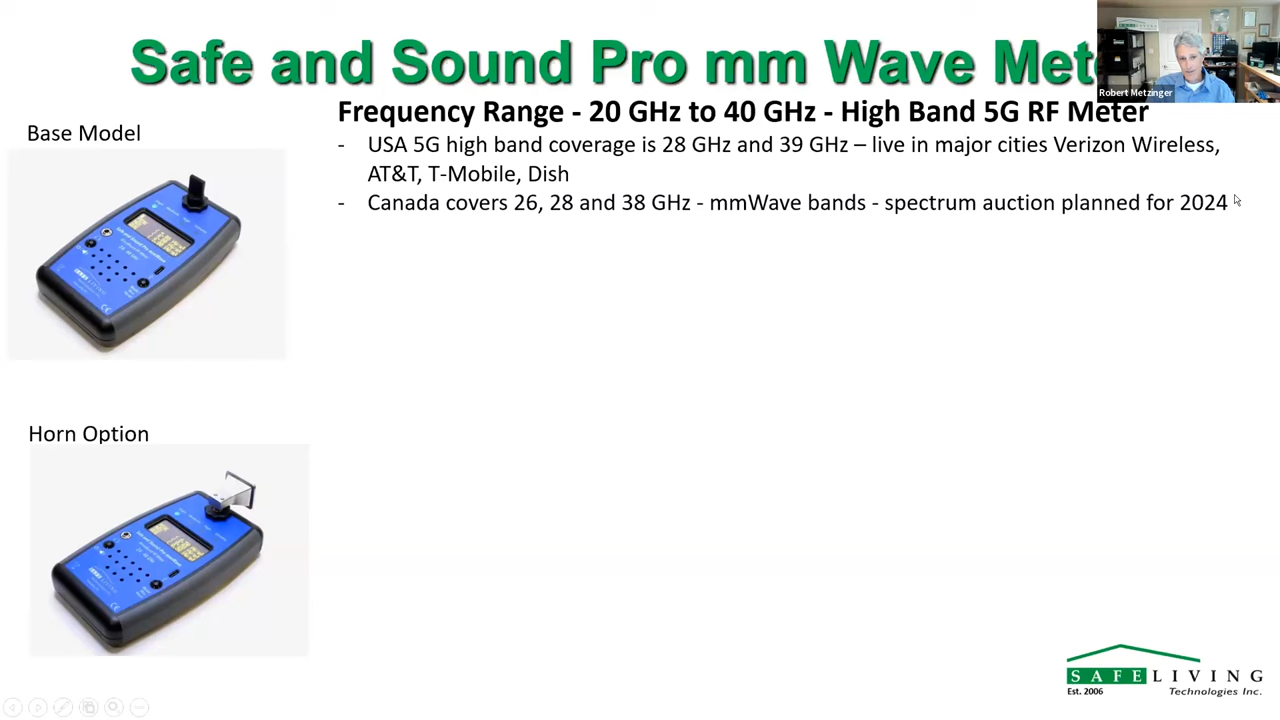 Safe and Sound Pro mm Wave Mete
Robert Metzinger
Frequency Range - 20 GHz to 40 GHz - High Band 5G RF Meter
Base Model
- USA 5G high band coverage is 28 GHz and 39 GHz – live in major cities Verizon Wireless,
AT&T, T-Mobile, Dish
- Canada covers 26, 28 and 38 GHz - mmWave bands - spectrum auction planned for 2024
Horn Option
SAFE LIVING
Est. 2006
Technologies Inc.